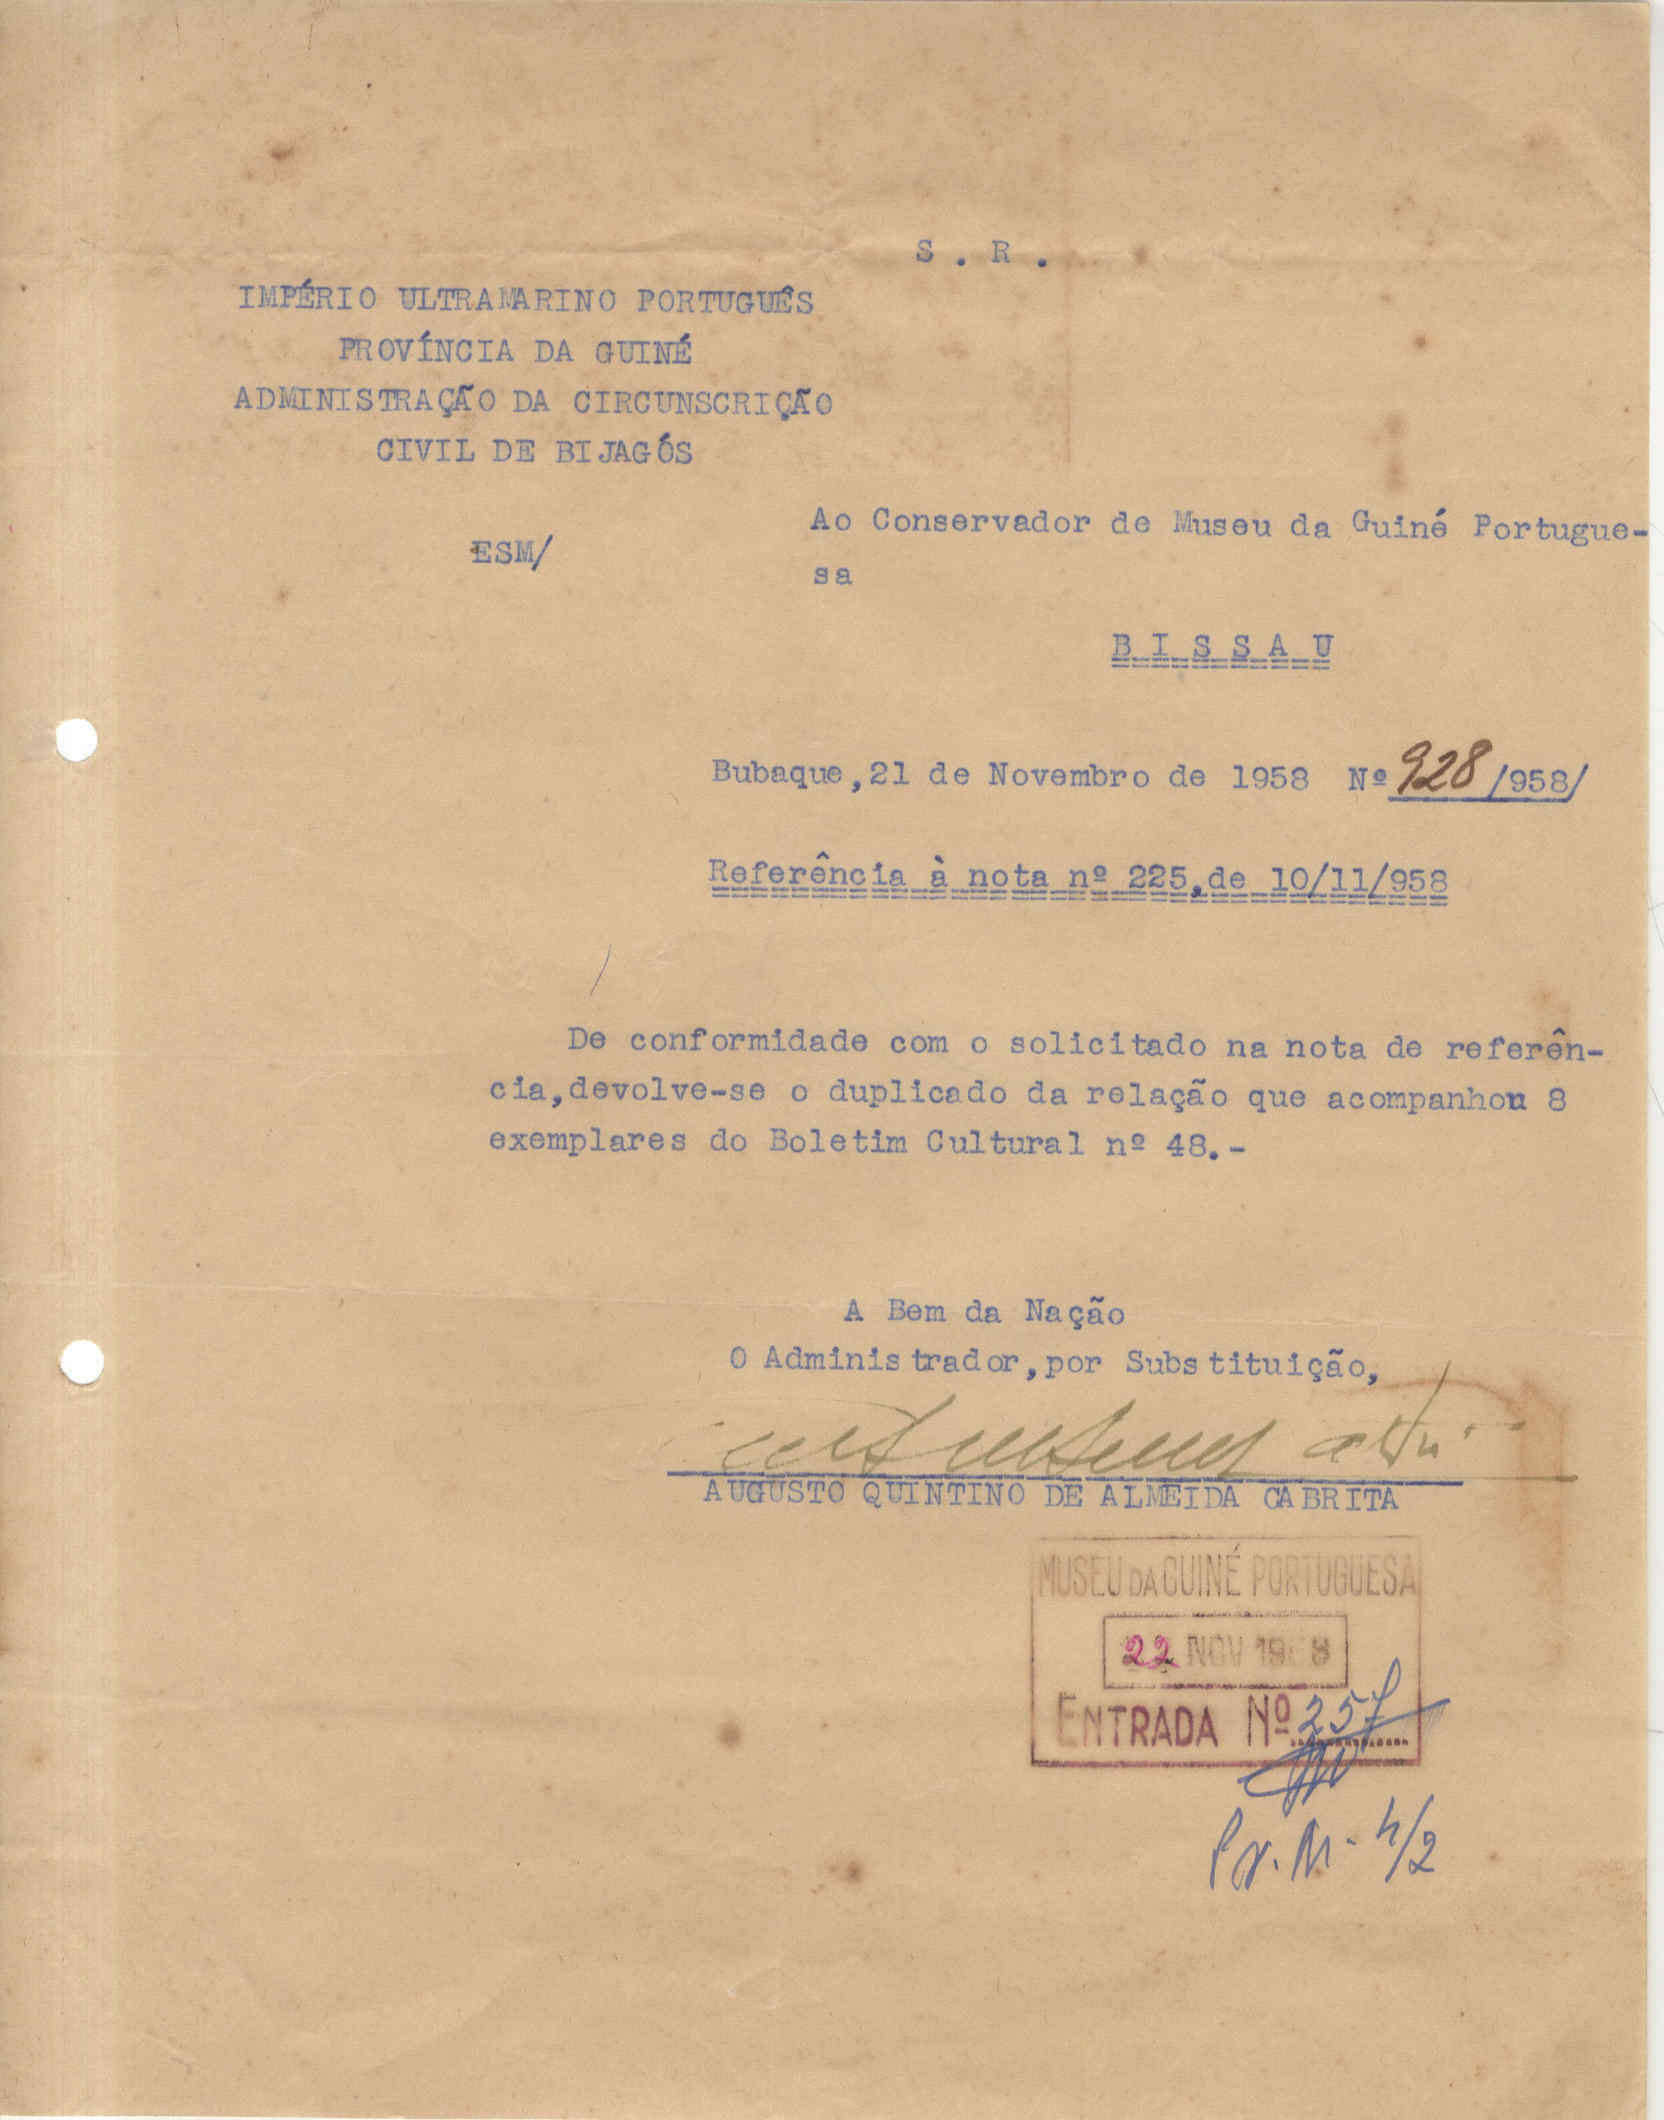 S. R.
IMPÉRIO ULTRAMARINO PORTUGUÊS
PROVÍNCIA DA GUINÉ
ADMINISTRAÇÃO DA CIRCUNSCRIÇÃO
CIVIL DE BIJAGÓS
Ao Conservador de Museu da Guiné Portugue-
sa
ESM/
BISSAU
Bubaque,21 de Novembro de 1958 Nº 928/958/
Referência à nota nº 225,de 10/11/958
De conformidade com o solicitado na nota de referên-
cia,devolve-se o duplicado da relação que acompanhou 8
exemplares do Boletim Cultural nº 48.-
A Bem da Nação
O Administrador,por Substituição,
AUGUSTO QUINTINO DE ALMEIDA CABRITA
MUSEU DA GUINÉ PORTUGUESA
22 NOV 1958
ENTRADA Nº 257